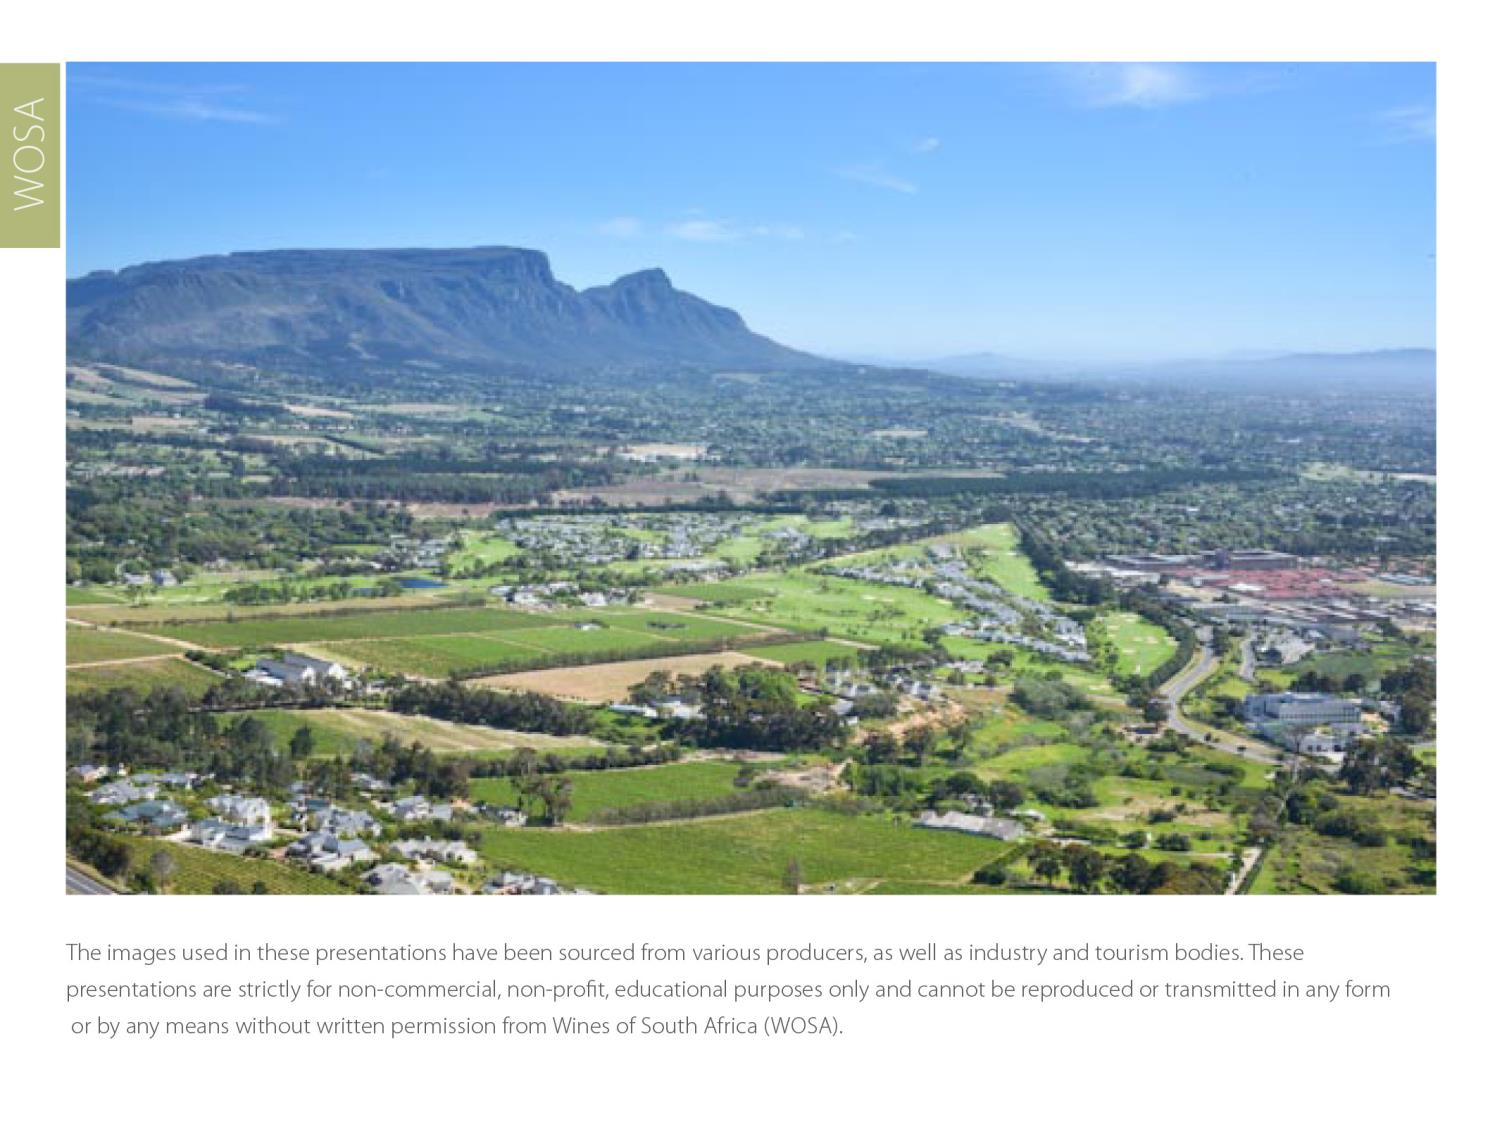 WOSA
The images used in these presentations have been sourced from various producers, as well as industry and tourism bodies. These
presentations are strictly for non-commercial, non-profit, educational purposes only and cannot be reproduced or transmitted in any form
or by any means without written permission from Wines of South Africa (WOSA).